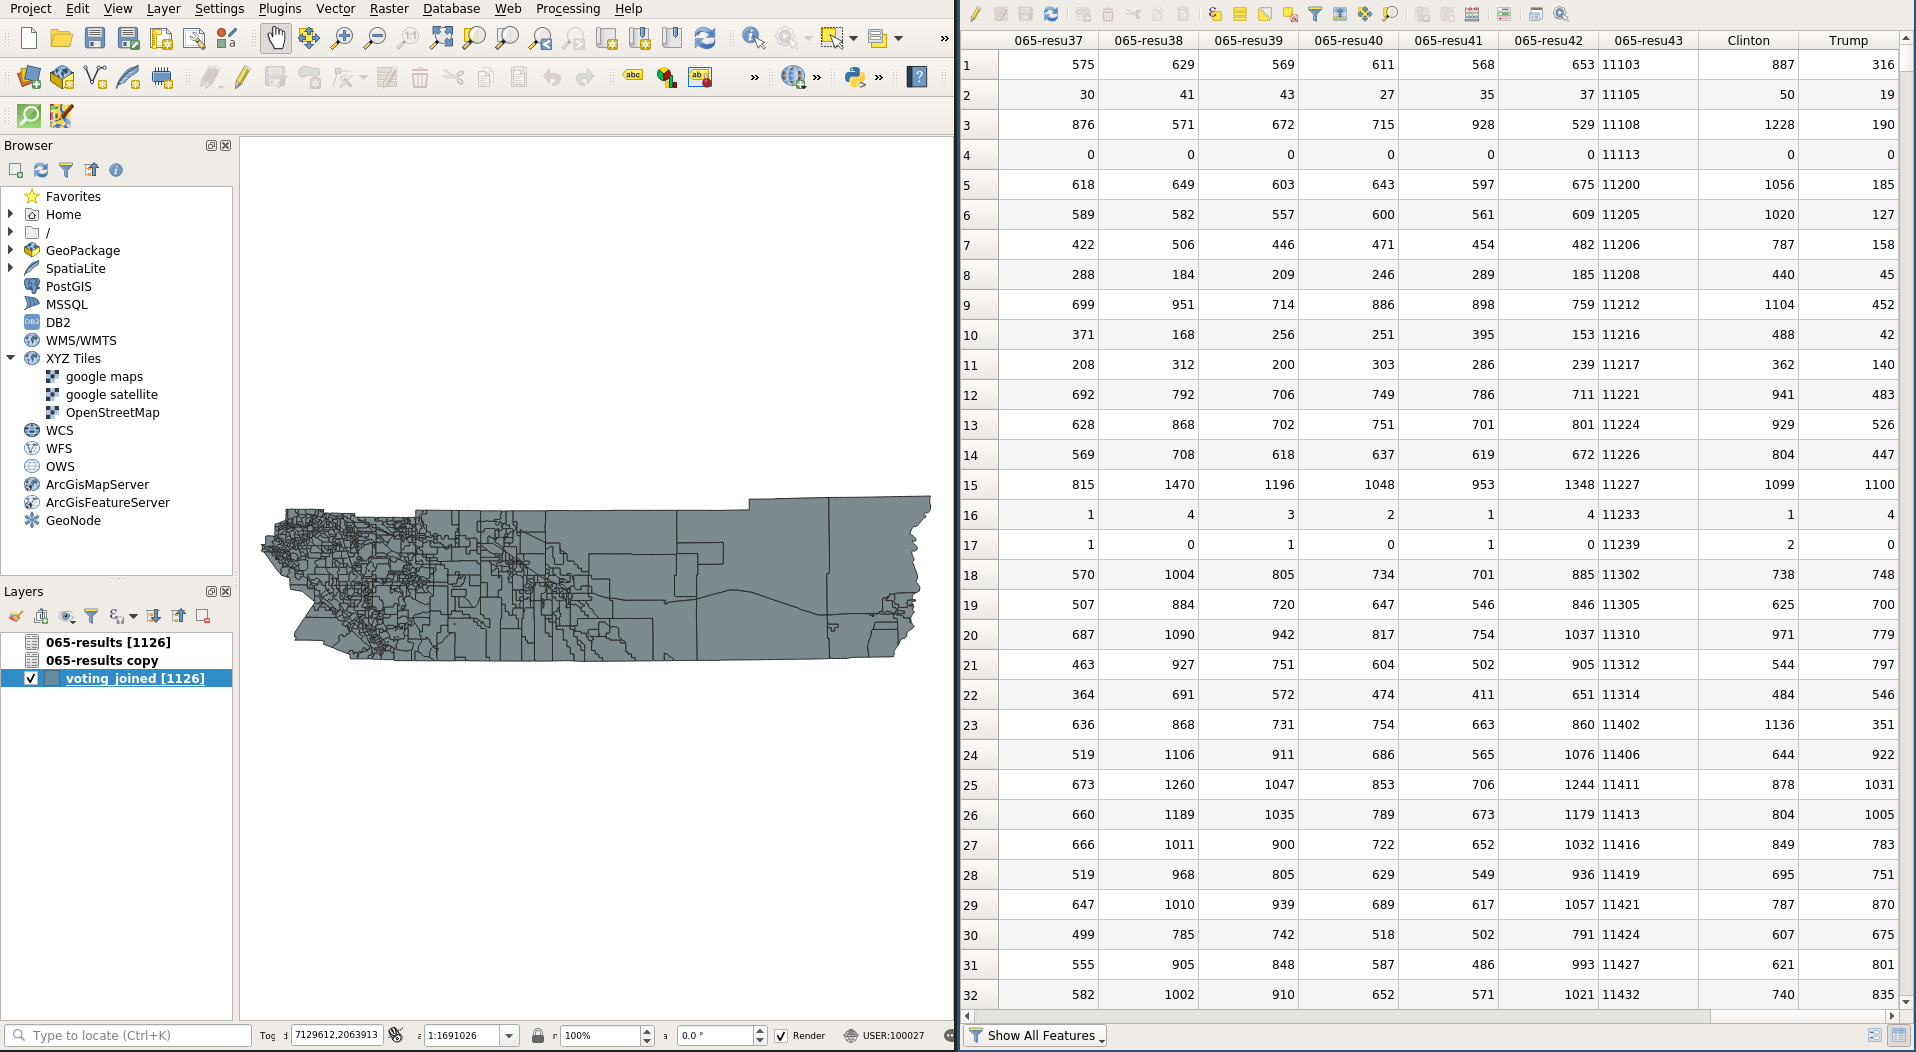 Project Edit View Layer Settings Plugins Vector Raster Database Web Processing Help
Browser
Favorites
Home
/
GeoPackage
SpatiaLite
PostGIS
MSSQL
DB2
WMS/WMTS
XYZ Tiles
google maps
google satellite
OpenStreetMap
WCS
WFS
OWS
ArcGisMapServer
ArcGisFeatureServer
GeoNode
Layers
065-results [1126]
065-results copy
voting_joined [1126]
Type to locate (Ctrl+K) Tog 7129612,2063913 1:1691026 100% 0.0 ° Render USER:100027
065-resu37 065-resu38 065-resu39 065-resu40 065-resu41 065-resu42 065-resu43 Clinton Trump
1 575 629 569 611 568 653 11103 887 316
2 30 41 43 27 35 37 11105 50 19
3 876 571 672 715 928 529 11108 1228 190
4 0 0 0 0 0 0 11113 0 0
5 618 649 603 643 597 675 11200 1056 185
6 589 582 557 600 561 609 11205 1020 127
7 422 506 446 471 454 482 11206 787 158
8 288 184 209 246 289 185 11208 440 45
9 699 951 714 886 898 759 11212 1104 452
10 371 168 256 251 395 153 11216 488 42
11 208 312 200 303 286 239 11217 362 140
12 692 792 706 749 786 711 11221 941 483
13 628 868 702 751 701 801 11224 929 526
14 569 708 618 637 619 672 11226 804 447
15 815 1470 1196 1048 953 1348 11227 1099 1100
16 1 4 3 2 1 4 11233 1 4
17 1 0 1 0 1 0 11239 2 0
18 570 1004 805 734 701 885 11302 738 748
19 507 884 720 647 546 846 11305 625 700
20 687 1090 942 817 754 1037 11310 971 779
21 463 927 751 604 502 905 11312 544 797
22 364 691 572 474 411 651 11314 484 546
23 636 868 731 754 663 860 11402 1136 351
24 519 1106 911 686 565 1076 11406 644 922
25 673 1260 1047 853 706 1244 11411 878 1031
26 660 1189 1035 789 673 1179 11413 804 1005
27 666 1011 900 722 652 1032 11416 849 783
28 519 968 805 629 549 936 11419 695 751
29 647 1010 939 689 617 1057 11421 787 870
30 499 785 742 518 502 791 11424 607 675
31 555 905 848 587 486 993 11427 621 801
32 582 1002 910 652 571 1021 11432 740 835
Show All Features